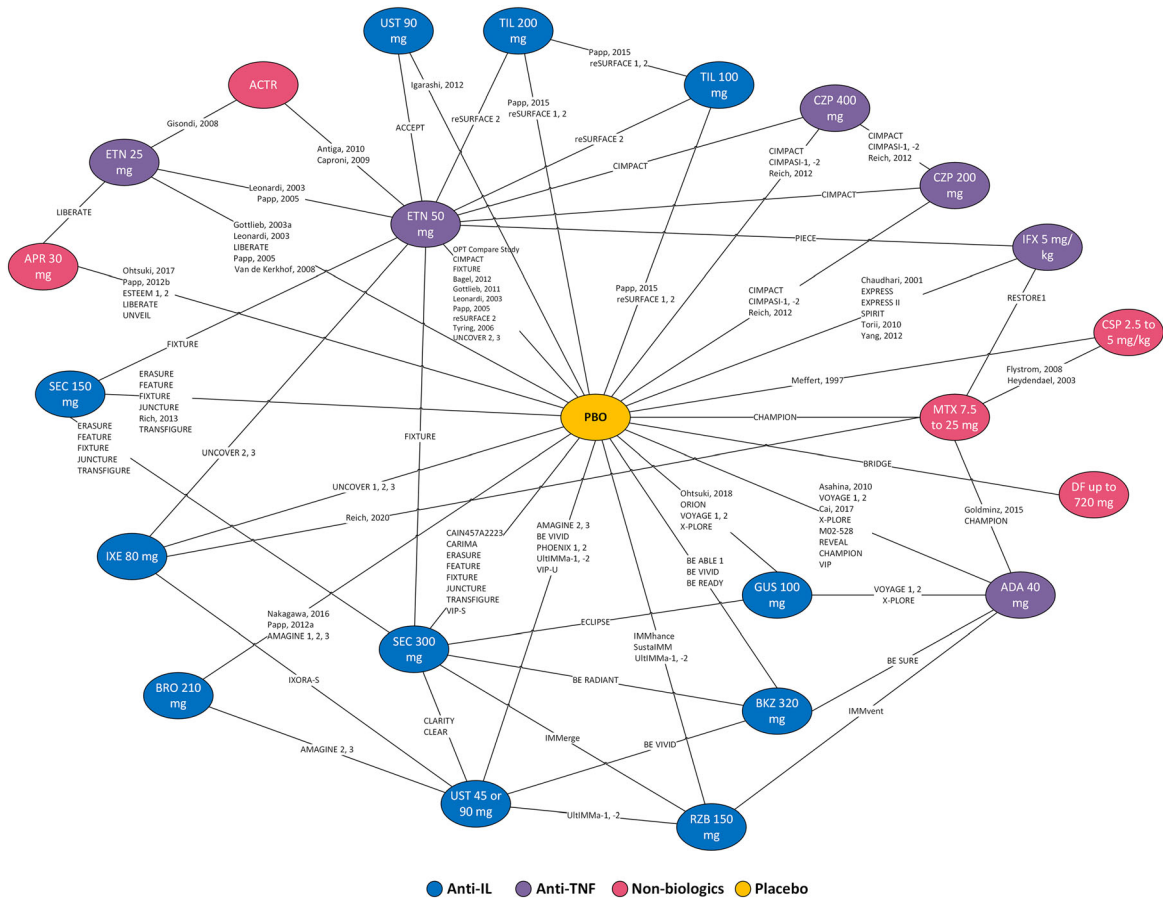 UST 90
mg
TIL 200
mg
Papp, 2015
reSURFACE 1, 2
TIL 100
mg
Igarashi, 2012
ACTR
Gisondi, 2008
ACCEPT
reSURFACE 2
Papp, 2015
reSURFACE 1, 2
reSURFACE 2
CZP 400
mg
CIMPACT
CIMPASI-1, -2
Reich, 2012
ETN 25
mg
Antiga, 2010
Caproni, 2009
CIMPACT
CIMPACT
CIMPASI-1, -2
Reich, 2012
CZP 200
mg
Leonardi, 2003
Papp, 2005
CIMPACT
LIBERATE
ETN 50
mg
Gottlieb, 2003a
Leonardi, 2003
LIBERATE
Papp, 2005
Van de Kerkhof, 2008
PIECE
IFX 5 mg/
kg
APR 30
mg
Ohtsuki, 2017
Papp, 2012b
ESTEEM 1, 2
LIBERATE
UNVEIL
OPT Compare Study
CIMPACT
FIXTURE
Bagel, 2012
Gottlieb, 2011
Leonardi, 2003
Papp, 2005
reSURFACE 2
Tyring, 2006
UNCOVER 2, 3
Papp, 2015
reSURFACE 1, 2
CIMPACT
CIMPASI-1, -2
Reich, 2012
Chaudhari, 2001
EXPRESS
EXPRESS II
SPIRIT
Torii, 2010
Yang, 2012
RESTORE1
CSP 2.5 to
5 mg/kg
FIXTURE
Flystrom, 2008
Heydendael, 2003
SEC 150
mg
ERASURE
FEATURE
FIXTURE
JUNCTURE
Rich, 2013
TRANSFIGURE
Meffert, 1997
PBO
CHAMPION
MTX 7.5
to 25 mg
ERASURE
FEATURE
FIXTURE
JUNCTURE
TRANSFIGURE
FIXTURE
UNCOVER 2, 3
BRIDGE
DF up to
720 mg
UNCOVER 1, 2, 3
Reich, 2020
Ohtsuki, 2018
ORION
VOYAGE 1, 2
X-PLORE
Asahina, 2010
VOYAGE 1, 2
Cai, 2017
X-PLORE
M02-528
REVEAL
CHAMPION
VIP
Goldminz, 2015
CHAMPION
IXE 80 mg
CAIN457A2223
CARIMA
ERASURE
FEATURE
FIXTURE
JUNCTURE
TRANSFIGURE
VIP-S
AMAGINE 2, 3
BE VIVID
PHOENIX 1, 2
UltIMMa-1, -2
VIP-U
BE ABLE 1
BE VIVID
BE READY
GUS 100
mg
VOYAGE 1, 2
X-PLORE
ADA 40
mg
Nakagawa, 2016
Papp, 2012a
AMAGINE 1, 2, 3
ECLIPSE
SEC 300
mg
IMMhance
SustaIMM
UltIMMa-1, -2
BE SURE
IXORA-S
BE RADIANT
BRO 210
mg
BKZ 320
mg
IMMvent
CLARITY
CLEAR
IMMerge
BE VIVID
AMAGINE 2, 3
UST 45 or
90 mg
UltIMMa-1, -2
RZB 150
mg
Anti-IL
Anti-TNF
Non-biologics
Placebo